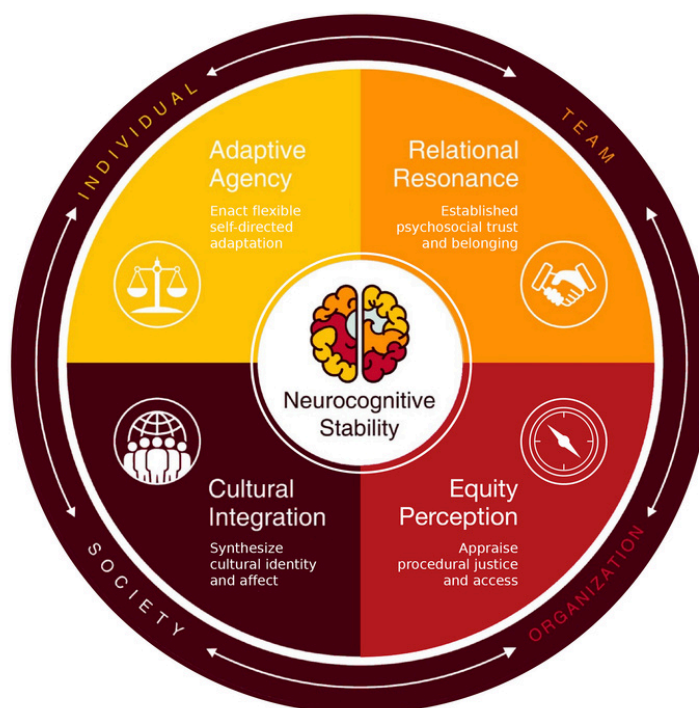 INDIVIDUAL
TEAM
Adaptive
Agency
Enact flexible
self-directed
adaptation
Relational
Resonance
Established
psychosocial trust
and belonging
Neurocognitive
Stability
Cultural
Integration
Synthesize
cultural identity
and affect
Equity
Perception
Appraise
procedural justice
and access
SOCIETY
ORGANIZATION